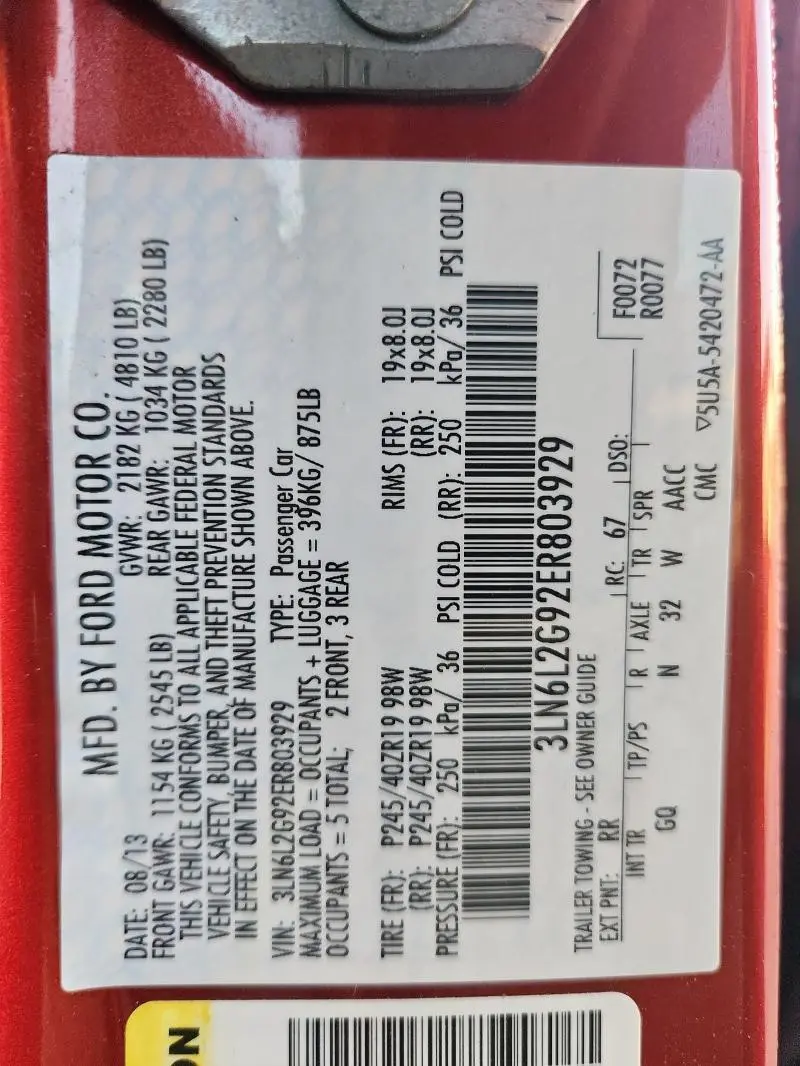 MFD. BY FORD MOTOR CO.
DATE: 08/13 GVWR: 2182 KG ( 4810 LB)
FRONT GAWR: 1154 KG ( 2545 LB) REAR GAWR: 1034 KG ( 2280 LB)
THIS VEHICLE CONFORMS TO ALL APPLICABLE FEDERAL MOTOR
VEHICLE SAFETY, BUMPER, AND THEFT PREVENTION STANDARDS
IN EFFECT ON THE DATE OF MANUFACTURE SHOWN ABOVE.
VIN: 3LN6L2G92ER803929 TYPE: Passenger Car
MAXIMUM LOAD = OCCUPANTS + LUGGAGE = 396KG/ 875LB
OCCUPANTS = 5 TOTAL; 2 FRONT, 3 REAR
TIRE (FR): P245/40ZR19 98W RIMS (FR): 19x8.0J
(RR): P245/40ZR19 98W (RR): 19x8.0J
PRESSURE (FR): 250 kPa/ 36 PSI COLD (RR): 250 kPa/ 36 PSI COLD
3LN6L2G92ER803929
TRAILER TOWING - SEE OWNER GUIDE
EXT PNT: RR RC: 67 DSO: F0072
R0077
INT TR TP/PS R AXLE TR SPR
GQ N 32 W AACC
CMC ▽5U5A-5420472-AA
ON